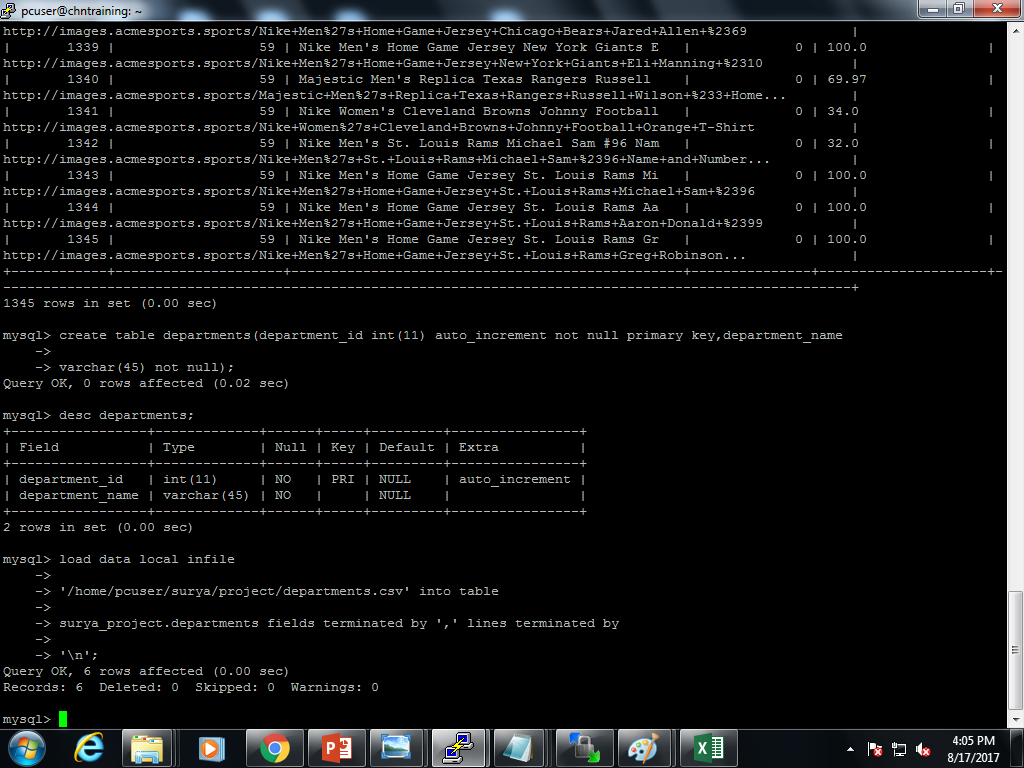 pcuser@chntraining: ~
http://images.acmesports.sports/Nike+Men%27s+Home+Game+Jersey+Chicago+Bears+Jared+Allen+%2369 |
| 1339 | 59 | Nike Men's Home Game Jersey New York Giants E | 0 | 100.0 |
http://images.acmesports.sports/Nike+Men%27s+Home+Game+Jersey+New+York+Giants+Eli+Manning+%2310 |
| 1340 | 59 | Majestic Men's Replica Texas Rangers Russell | 0 | 69.97 |
http://images.acmesports.sports/Majestic+Men%27s+Replica+Texas+Rangers+Russell+Wilson+%233+Home... |
| 1341 | 59 | Nike Women's Cleveland Browns Johnny Football | 0 | 34.0 |
http://images.acmesports.sports/Nike+Women%27s+Cleveland+Browns+Johnny+Football+Orange+T-Shirt |
| 1342 | 59 | Nike Men's St. Louis Rams Michael Sam #96 Nam | 0 | 32.0 |
http://images.acmesports.sports/Nike+Men%27s+St.+Louis+Rams+Michael+Sam+%2396+Name+and+Number... |
| 1343 | 59 | Nike Men's Home Game Jersey St. Louis Rams Mi | 0 | 100.0 |
http://images.acmesports.sports/Nike+Men%27s+Home+Game+Jersey+St.+Louis+Rams+Michael+Sam+%2396 |
| 1344 | 59 | Nike Men's Home Game Jersey St. Louis Rams Aa | 0 | 100.0 |
http://images.acmesports.sports/Nike+Men%27s+Home+Game+Jersey+St.+Louis+Rams+Aaron+Donald+%2399 |
| 1345 | 59 | Nike Men's Home Game Jersey St. Louis Rams Gr | 0 | 100.0 |
http://images.acmesports.sports/Nike+Men%27s+Home+Game+Jersey+St.+Louis+Rams+Greg+Robinson... |
1345 rows in set (0.00 sec)
mysql> create table departments(department_id int(11) auto_increment not null primary key,department_name
->
-> varchar(45) not null);
Query OK, 0 rows affected (0.02 sec)
mysql> desc departments;
| Field | Type | Null | Key | Default | Extra |
| department_id | int(11) | NO | PRI | NULL | auto_increment |
| department_name | varchar(45) | NO | | NULL | |
2 rows in set (0.00 sec)
mysql> load data local infile
->
-> '/home/pcuser/surya/project/departments.csv' into table
->
-> surya_project.departments fields terminated by ',' lines terminated by
->
-> '\n';
Query OK, 6 rows affected (0.00 sec)
Records: 6 Deleted: 0 Skipped: 0 Warnings: 0
mysql>
4:05 PM
8/17/2017